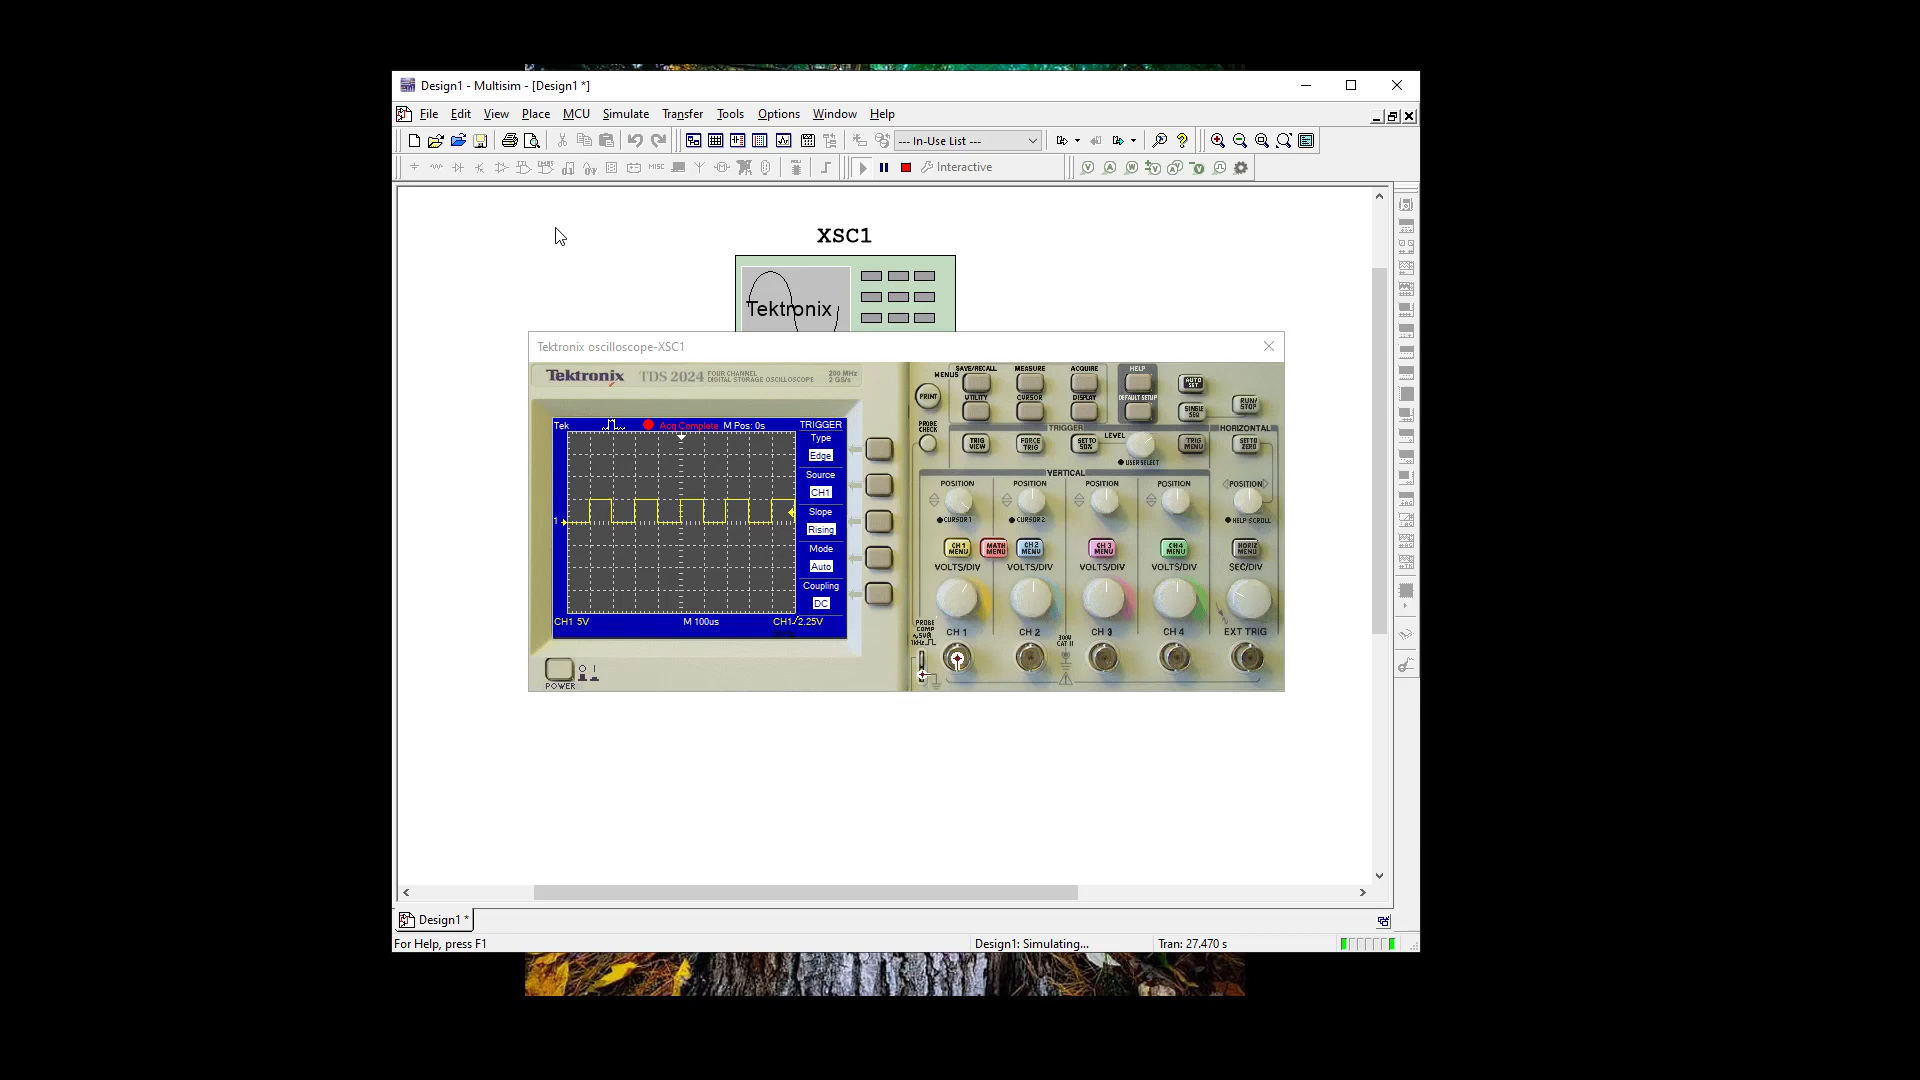 Design1 - Multisim - [Design1 *]
File Edit View Place MCU Simulate Transfer Tools Options Window Help
--- In-Use List ---
MISC
Interactive
XSC1
Tektronix
Tektronix oscilloscope-XSC1
Tektronix TDS 2024 FOUR CHANNEL DIGITAL STORAGE OSCILLOSCOPE 200 MHz 2 GS/s
MENUS SAVE/RECALL MEASURE ACQUIRE HELP AUTO SET
PRINT UTILITY CURSOR DISPLAY DEFAULT SETUP SINGLE SEQ RUN/STOP
Tek Acq Complete M Pos: 0s TRIGGER
PROBE CHECK TRIGGER LEVEL HORIZONTAL
TRIG VIEW FORCE TRIG SET TO 50% TRIG MENU SET TO ZERO
USER SELECT
Type
Edge
Source
CH1
Slope
Rising
Mode
Auto
Coupling
DC
1
CH1 5V M 100us CH1 2.25V
VERTICAL
POSITION POSITION POSITION POSITION POSITION
CURSOR 1 CURSOR 2 HELP SCROLL
CH 1 MENU MATH MENU CH 2 MENU CH 3 MENU CH 4 MENU HORIZ MENU
VOLTS/DIV VOLTS/DIV VOLTS/DIV VOLTS/DIV SEC/DIV
PROBE COMP
CH 1 CH 2 300V CAT II CH 3 CH 4 EXT TRIG
POWER
Design1 *
For Help, press F1 Design1: Simulating... Tran: 27.470 s